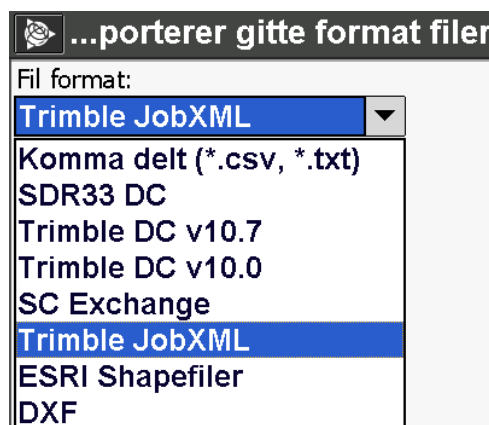 ...porterer gitte format filer
Fil format:
Trimble JobXML
Komma delt (*.csv, *.txt)
SDR33 DC
Trimble DC v10.7
Trimble DC v10.0
SC Exchange
Trimble JobXML
ESRI Shapefiler
DXF